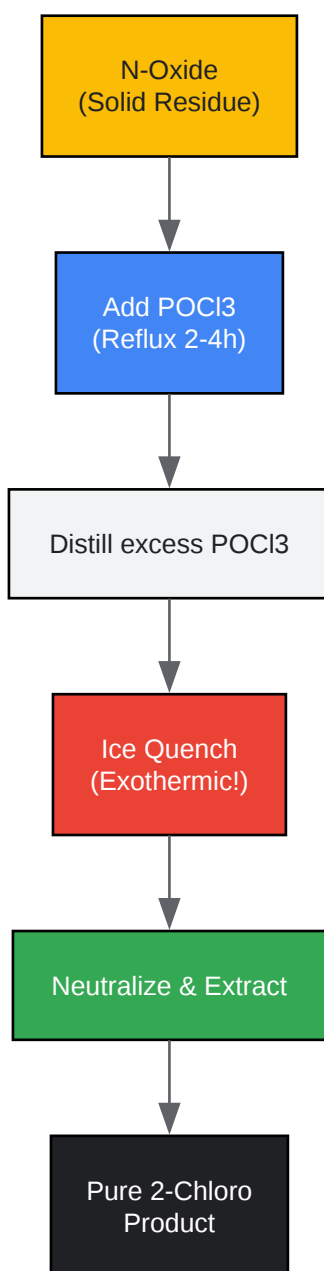 N-Oxide
(Solid Residue)
Add POCl3
(Reflux 2-4h)
Distill excess POCl3
Ice Quench
(Exothermic!)
Neutralize & Extract
Pure 2-Chloro
Product